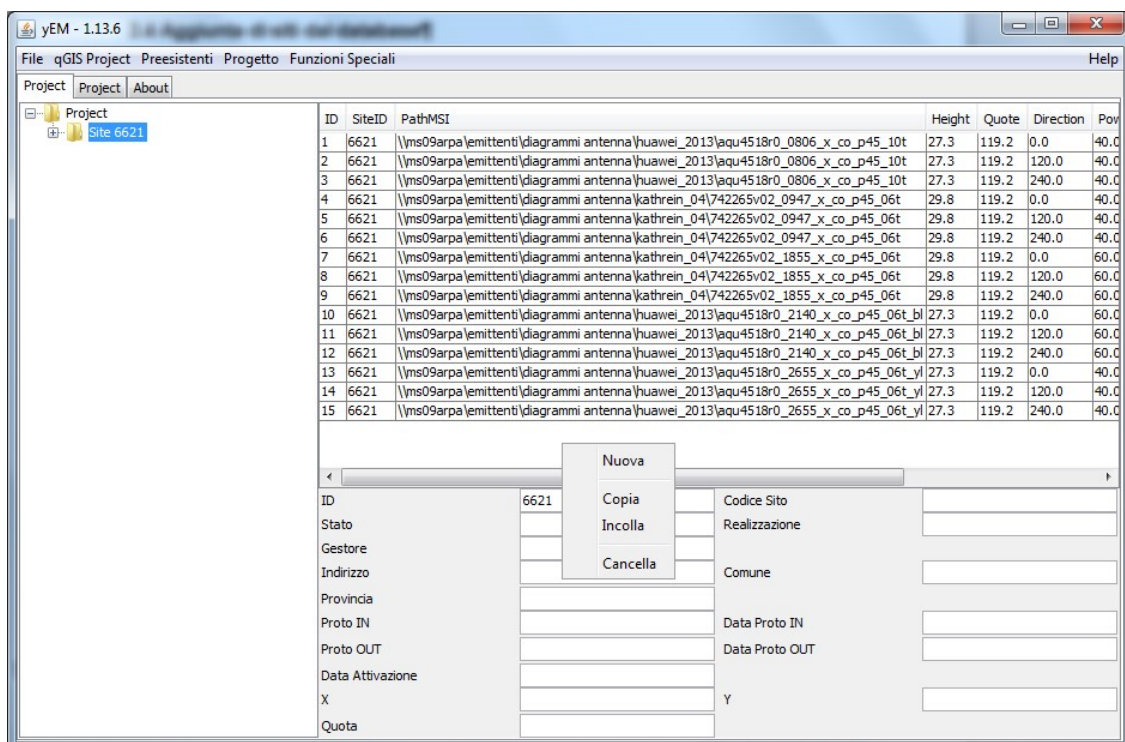 yEM - 1.13.6
File qGIS Project Preesistenti Progetto Funzioni Speciali Help
Project Project About
Project
Site 6621
ID SiteID PathMSI Height Quote Direction
1 6621 \\ms09arpa\emittenti\diagrammi antenna\huawei_2013\aqu4518r0_0806_x_co_p45_10t 27.3 119.2 0.0
2 6621 \\ms09arpa\emittenti\diagrammi antenna\huawei_2013\aqu4518r0_0806_x_co_p45_10t 27.3 119.2 120.0
3 6621 \\ms09arpa\emittenti\diagrammi antenna\huawei_2013\aqu4518r0_0806_x_co_p45_10t 27.3 119.2 240.0
4 6621 \\ms09arpa\emittenti\diagrammi antenna\kathrein_04\742265v02_0947_x_co_p45_06t 29.8 119.2 0.0
5 6621 \\ms09arpa\emittenti\diagrammi antenna\kathrein_04\742265v02_0947_x_co_p45_06t 29.8 119.2 120.0
6 6621 \\ms09arpa\emittenti\diagrammi antenna\kathrein_04\742265v02_0947_x_co_p45_06t 29.8 119.2 240.0
7 6621 \\ms09arpa\emittenti\diagrammi antenna\kathrein_04\742265v02_1855_x_co_p45_06t 29.8 119.2 0.0
8 6621 \\ms09arpa\emittenti\diagrammi antenna\kathrein_04\742265v02_1855_x_co_p45_06t 29.8 119.2 120.0
9 6621 \\ms09arpa\emittenti\diagrammi antenna\kathrein_04\742265v02_1855_x_co_p45_06t 29.8 119.2 240.0
10 6621 \\ms09arpa\emittenti\diagrammi antenna\huawei_2013\aqu4518r0_2140_x_co_p45_06t_bl 27.3 119.2 0.0
11 6621 \\ms09arpa\emittenti\diagrammi antenna\huawei_2013\aqu4518r0_2140_x_co_p45_06t_bl 27.3 119.2 120.0
12 6621 \\ms09arpa\emittenti\diagrammi antenna\huawei_2013\aqu4518r0_2140_x_co_p45_06t_bl 27.3 119.2 240.0
13 6621 \\ms09arpa\emittenti\diagrammi antenna\huawei_2013\aqu4518r0_2655_x_co_p45_06t_yl 27.3 119.2 0.0
14 6621 \\ms09arpa\emittenti\diagrammi antenna\huawei_2013\aqu4518r0_2655_x_co_p45_06t_yl 27.3 119.2 120.0
15 6621 \\ms09arpa\emittenti\diagrammi antenna\huawei_2013\aqu4518r0_2655_x_co_p45_06t_yl 27.3 119.2 240.0
Nuova
Copia
Incolla
Cancella
ID 6621 Codice Sito
Stato Realizzazione
Gestore
Indirizzo Comune
Provincia
Proto IN Data Proto IN
Proto OUT Data Proto OUT
Data Attivazione
X Y
Quota